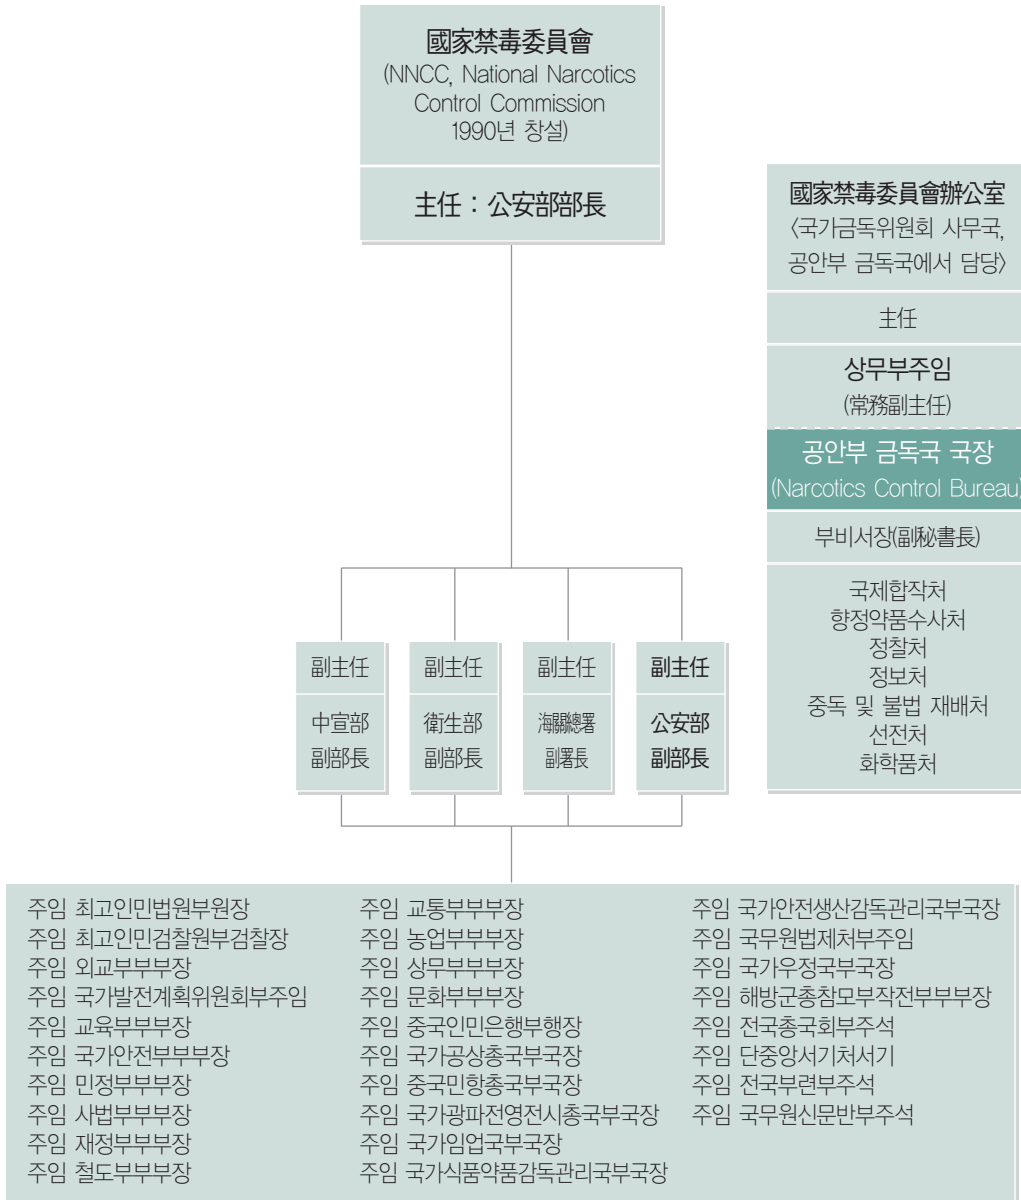 國家禁毒委員會
(NNCC, National Narcotics
Control Commission
1990년 창설)
主任 : 公安部部長
國家禁毒委員會辦公室
〈국가금독위원회 사무국,
공안부 금독국에서 담당〉
主任
상무부주임
(常務副主任)
공안부 금독국 국장
(Narcotics Control Bureau)
부비서장(副秘書長)
국제합작처
향정약품수사처
정찰처
정보처
중독 및 불법 재배처
선전처
화학품처
副主任
中宣部
副部長
副主任
衛生部
副部長
副主任
海關總署
副署長
副主任
公安部
副部長
주임 최고인민법원부원장
주임 최고인민검찰원부검찰장
주임 외교부부부장
주임 국가발전계획위원회부주임
주임 교육부부부장
주임 국가안전부부부장
주임 민정부부부장
주임 사법부부부장
주임 재정부부부장
주임 철도부부부장
주임 교통부부부장
주임 농업부부부장
주임 상무부부부장
주임 문화부부부장
주임 중국인민은행부행장
주임 국가공상총국부국장
주임 중국민항총국부국장
주임 국가광파전영전시총국부국장
주임 국가임업국부국장
주임 국가식품약품감독관리국부국장
주임 국가안전생산감독관리국부국장
주임 국무원법제처부주임
주임 국가우정국부국장
주임 해방군총참모부작전부부부장
주임 전국총국회부주석
주임 단중앙서기처서기
주임 전국부련부주석
주임 국무원신문반부주석